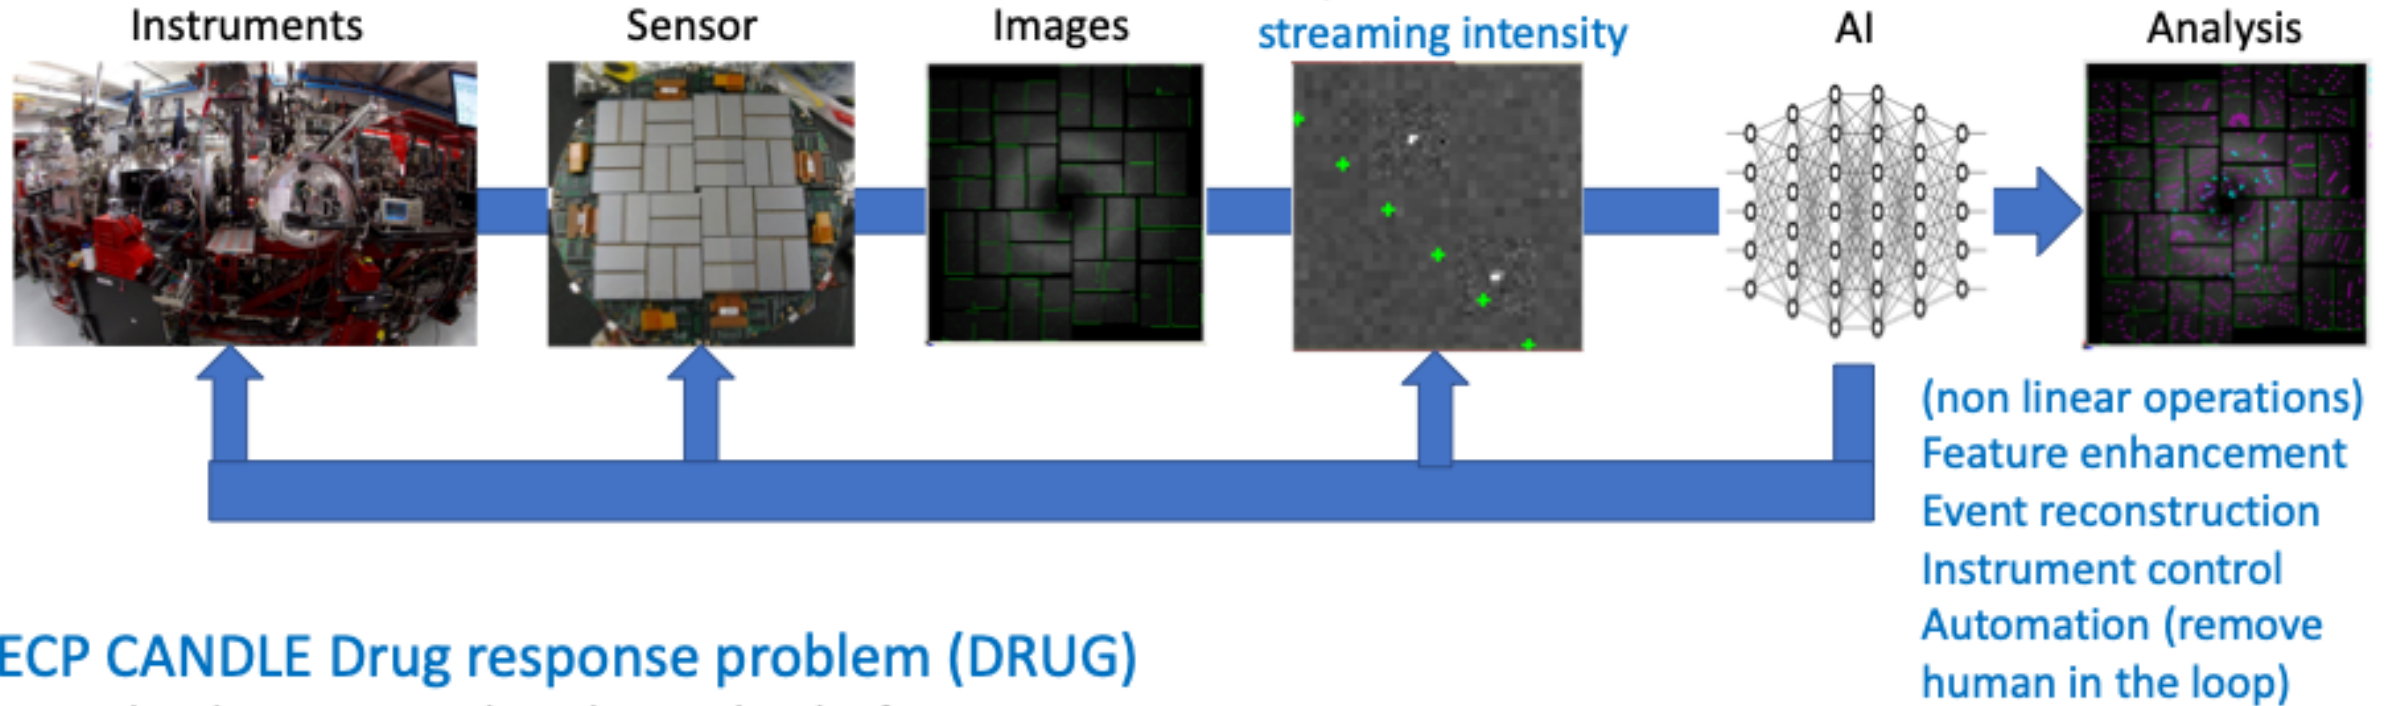 Instruments
Sensor
Images
streaming intensity
AI
Analysis
(non linear operations)
Feature enhancement
Event reconstruction
Instrument control
Automation (remove
human in the loop)
ECP CANDLE Drug response problem (DRUG)